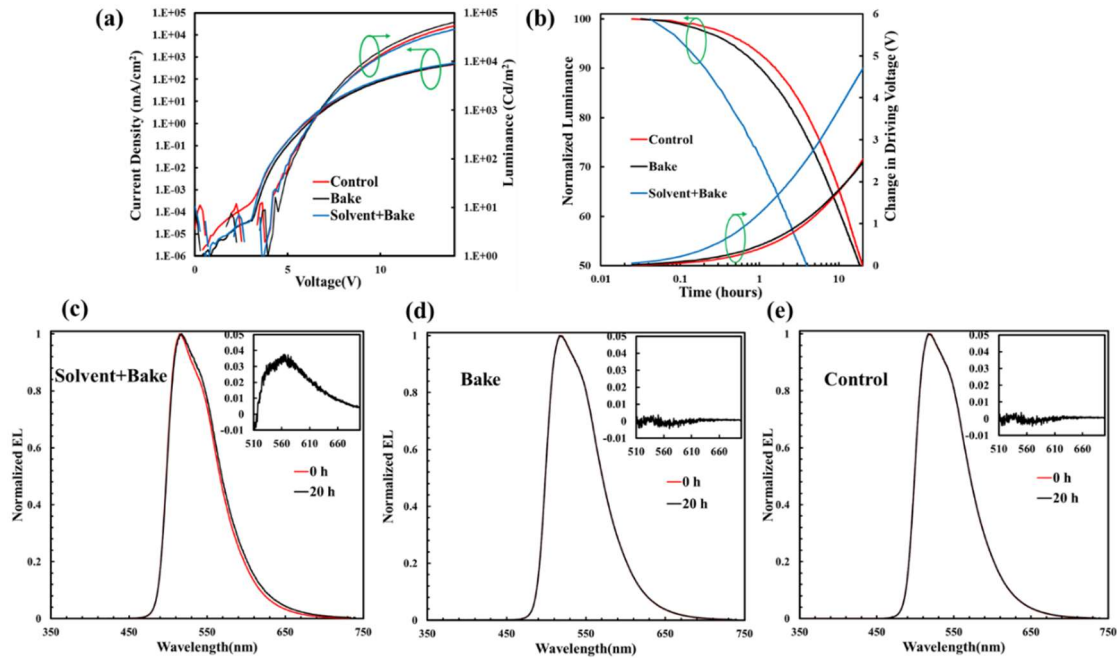 (a)
1.E+05
1.E+04
1.E+03
1.E+02
1.E+01
1.E+00
1.E-01
1.E-02
1.E-03
1.E-04
1.E-05
1.E-06
Current Density (mA/cm²)
1.E+05
1.E+04
1.E+03
1.E+02
1.E+01
1.E+00
Luminance (Cd/m²)
Control
Bake
Solvent+Bake
0
5
10
Voltage(V)
(b)
100
90
80
70
60
50
Normalized Luminance
6
5
4
3
2
1
0
Change in Driving Voltage (V)
Control
Bake
Solvent+Bake
0.01
0.1
1
10
Time (hours)
(c)
Solvent+Bake
1
0.8
0.6
0.4
0.2
0
Normalized EL
0.05
0.04
0.03
0.02
0.01
0
-0.01
510
560
610
660
0 h
20 h
350
450
550
650
750
Wavelength(nm)
(d)
Bake
1
0.8
0.6
0.4
0.2
0
Normalized EL
0.05
0.04
0.03
0.02
0.01
0
-0.01
510
560
610
660
0 h
20 h
350
450
550
650
750
Wavelength(nm)
(e)
Control
1
0.8
0.6
0.4
0.2
0
Normalized EL
0.05
0.04
0.03
0.02
0.01
0
-0.01
510
560
610
660
0 h
20 h
350
450
550
650
750
Wavelength(nm)